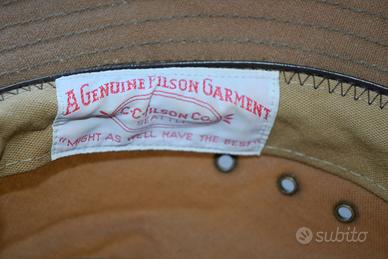 A GENUINE FILSON GARMENT
C.C. FILSON CO.
SEATTLE
"MIGHT AS WELL HAVE THE BEST"
subito